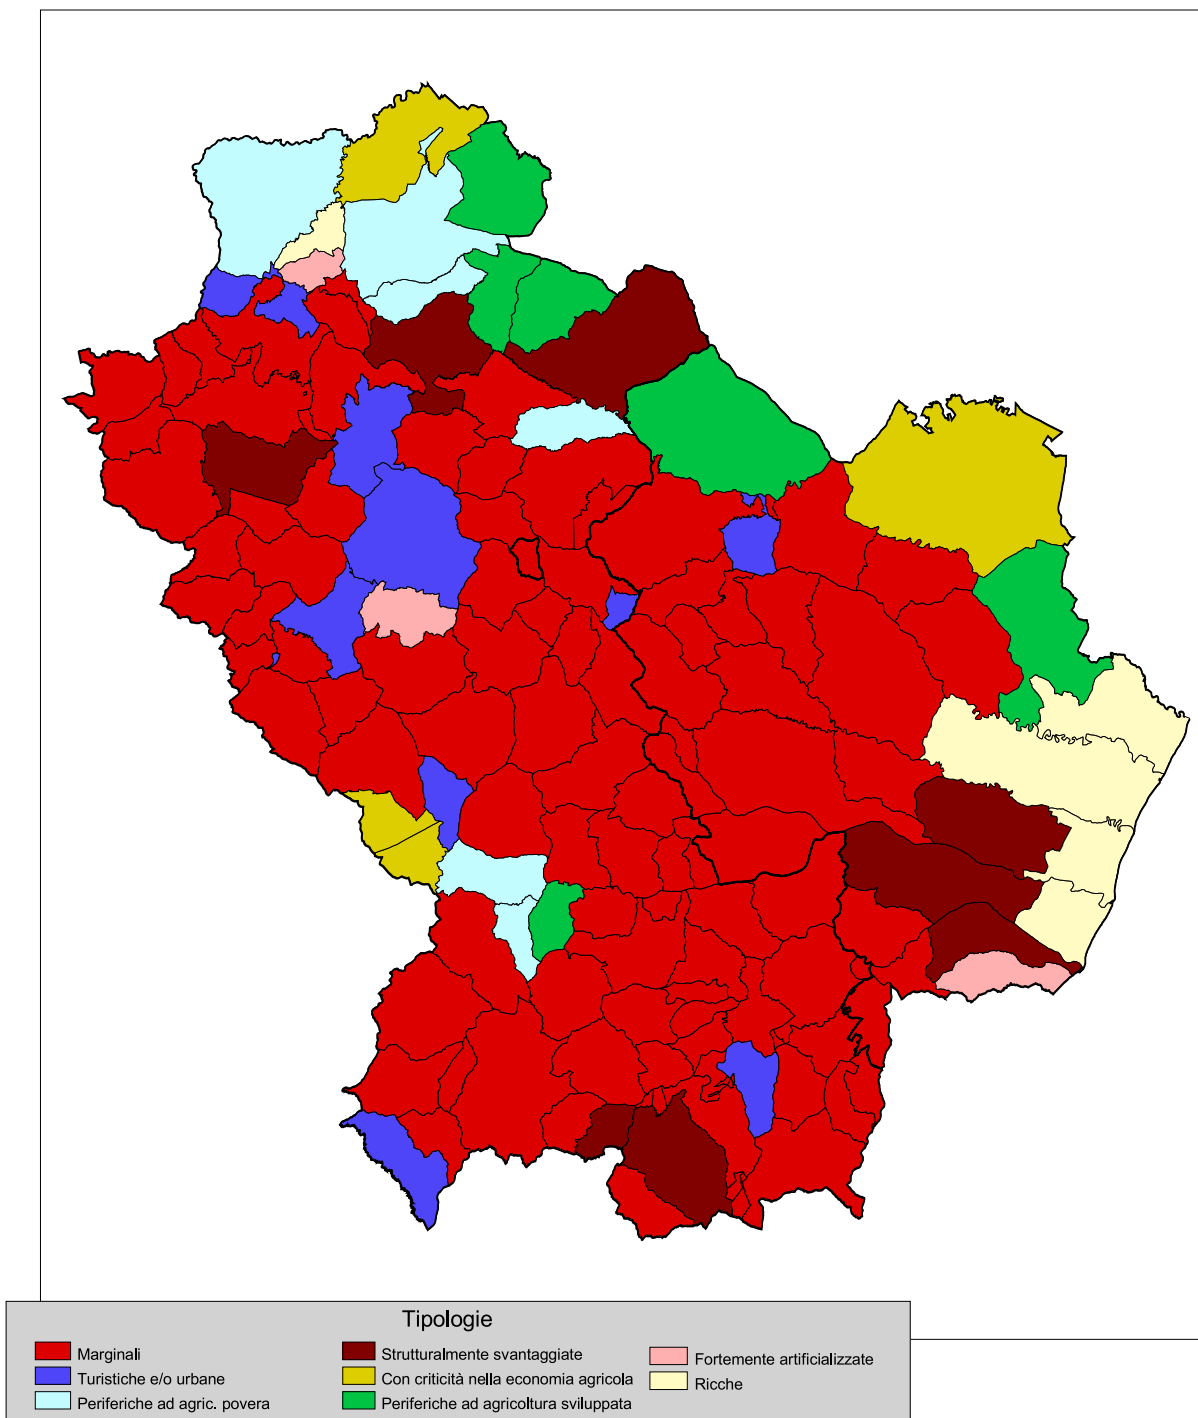 Tipologie
Marginali
Turistiche e/o urbane
Periferiche ad agric. povera
Strutturalmente svantaggiate
Con criticità nella economia agricola
Periferiche ad agricoltura sviluppata
Fortemente artificializzate
Ricche